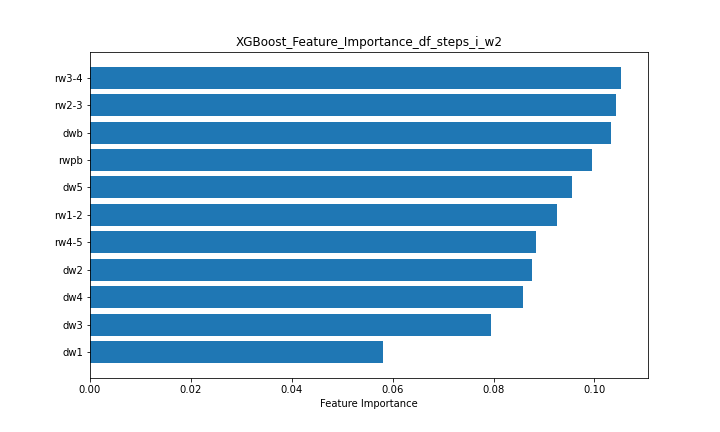 XGBoost_Feature_Importance_df_steps_i_w2
rw3-4
rw2-3
dwb
rwpb
dw5
rw1-2
rw4-5
dw2
dw4
dw3
dw1
0.00 0.02 0.04 0.06 0.08 0.10
Feature Importance